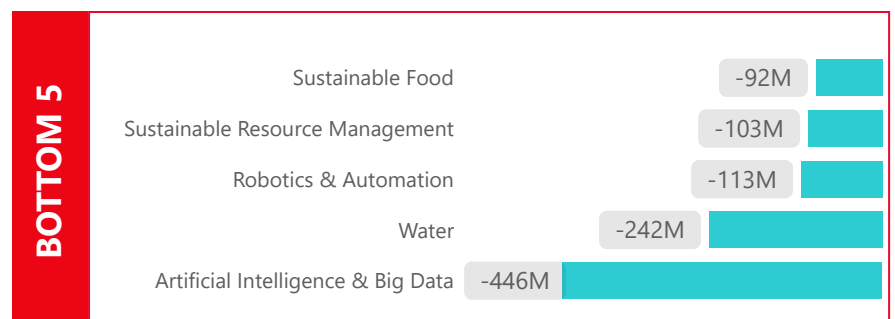 BOTTOM 5
Sustainable Food -92M
Sustainable Resource Management -103M
Robotics & Automation -113M
Water -242M
Artificial Intelligence & Big Data -446M